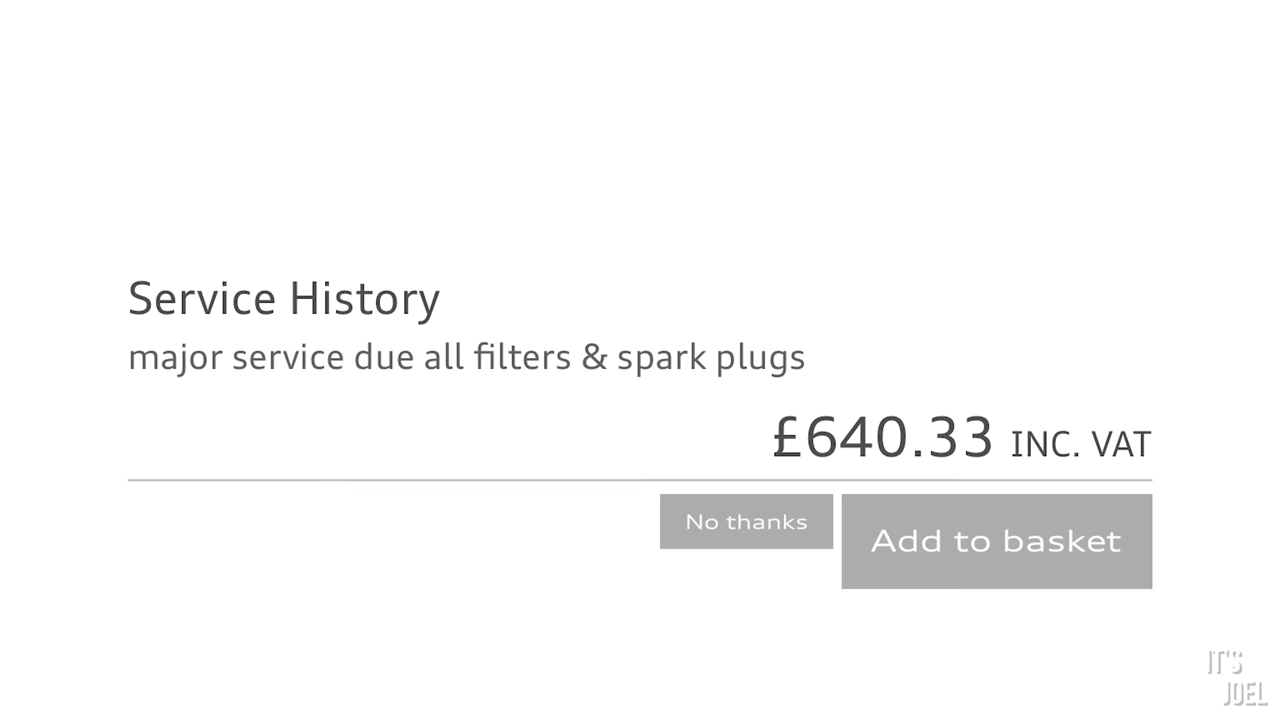 Service History
major service due all filters & spark plugs
£640.33 INC. VAT
No thanks
Add to basket
IT'S
JOEL